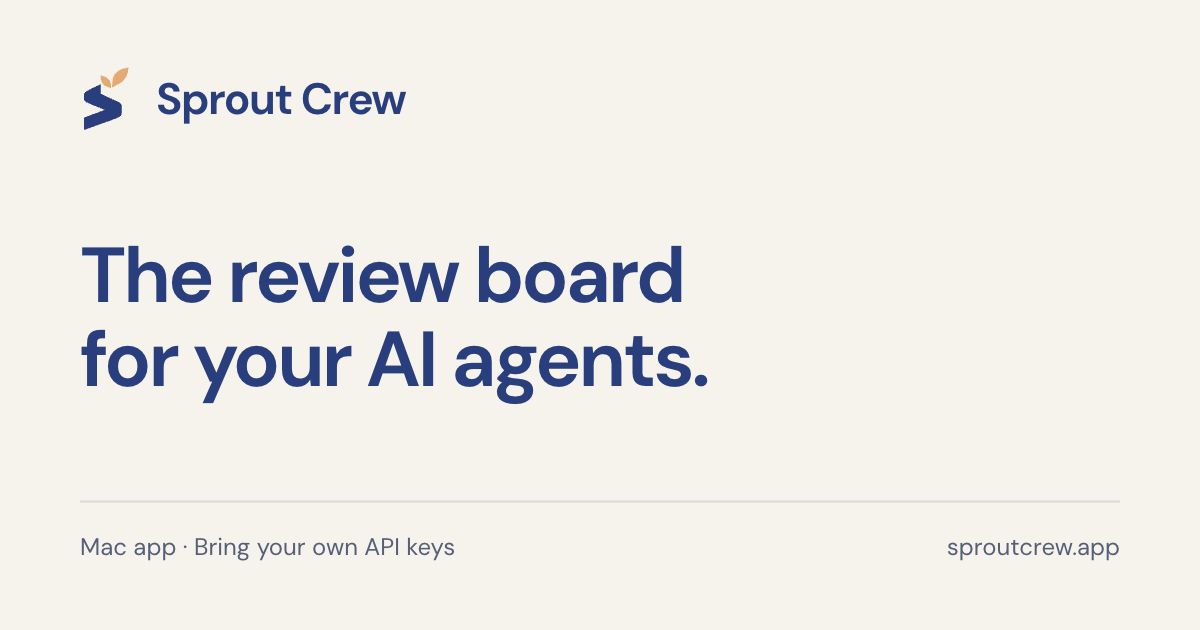 Sprout Crew
The review board
for your AI agents.
Mac app · Bring your own API keys
sproutcrew.app